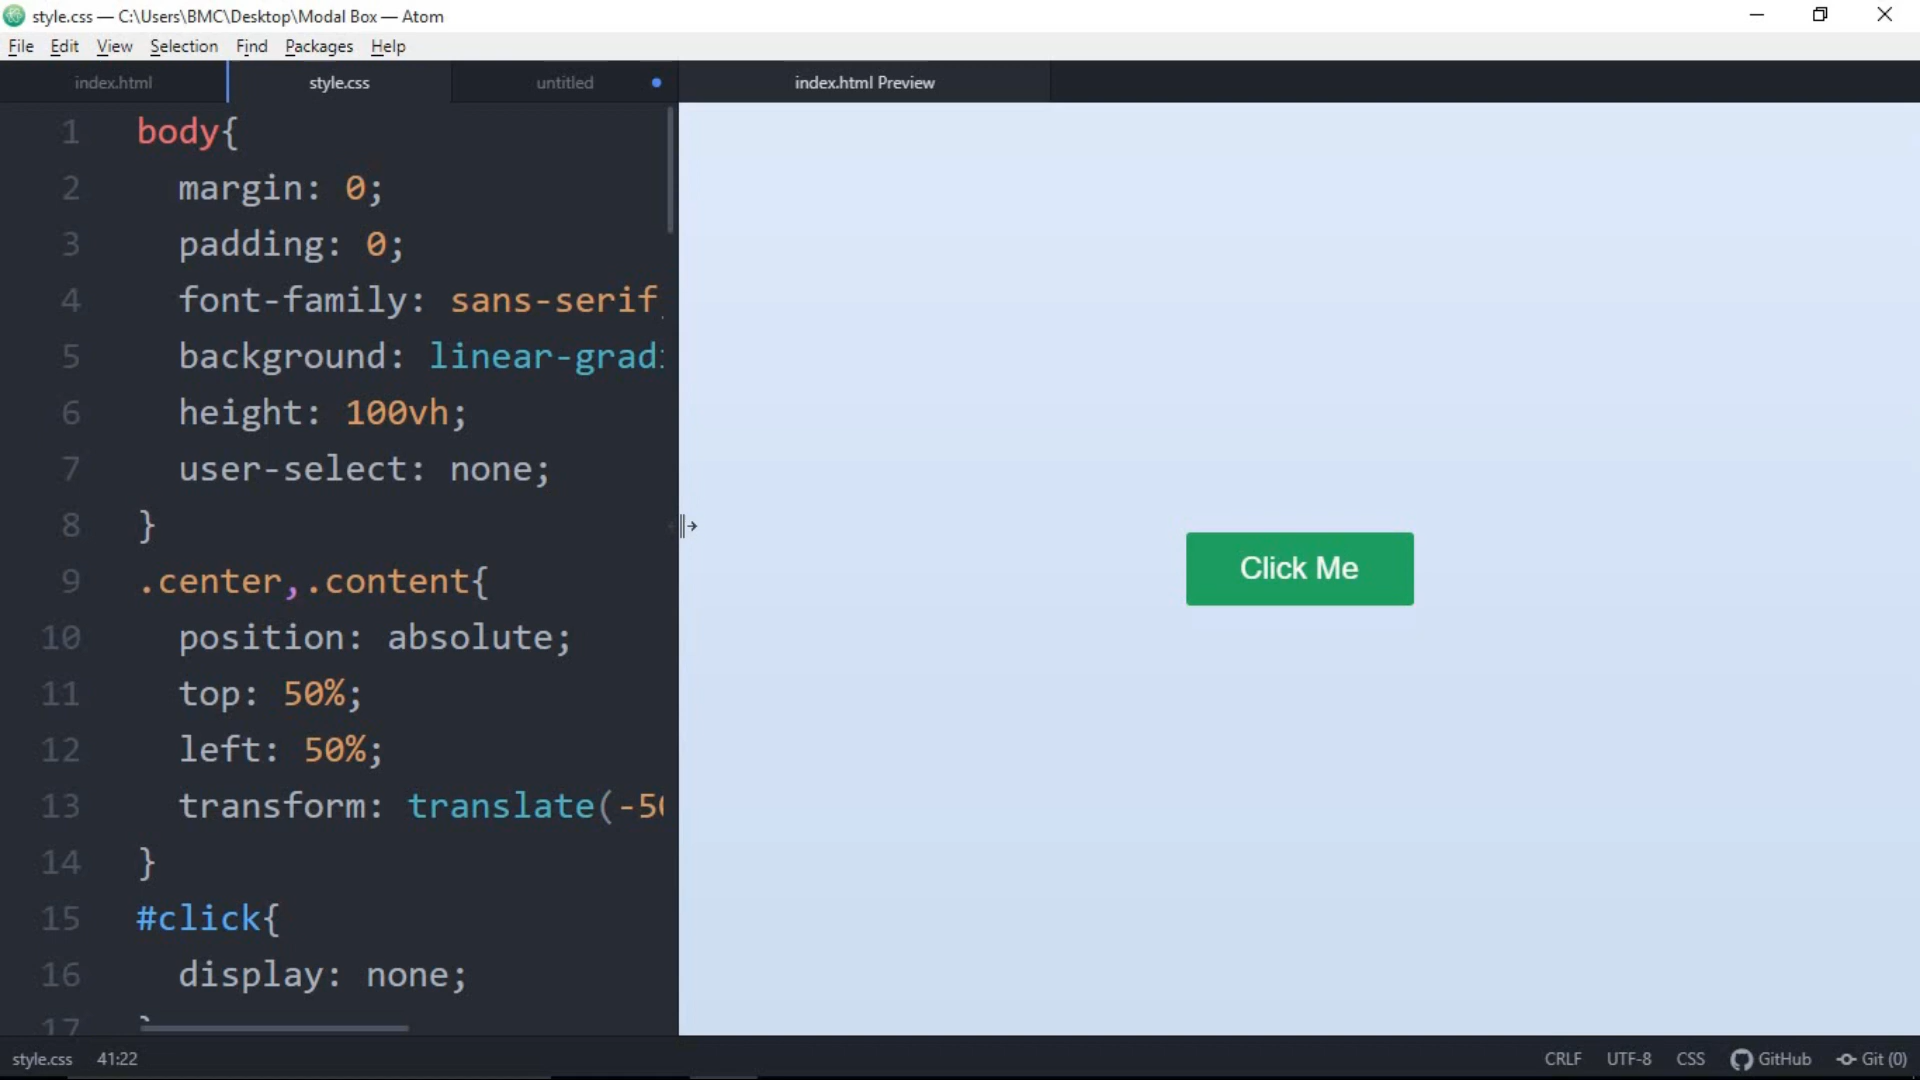 style.css — C:\Users\BMC\Desktop\Modal Box — Atom
File Edit View Selection Find Packages Help
index.html style.css untitled index.html Preview
1 body{
2 margin: 0;
3 padding: 0;
4 font-family: sans-serif
5 background: linear-grad
6 height: 100vh;
7 user-select: none;
8 }
9 .center,.content{
10 position: absolute;
11 top: 50%;
12 left: 50%;
13 transform: translate(-50
14 }
15 #click{
16 display: none;
17
Click Me
style.css 41:22 CRLF UTF-8 CSS GitHub Git (0)